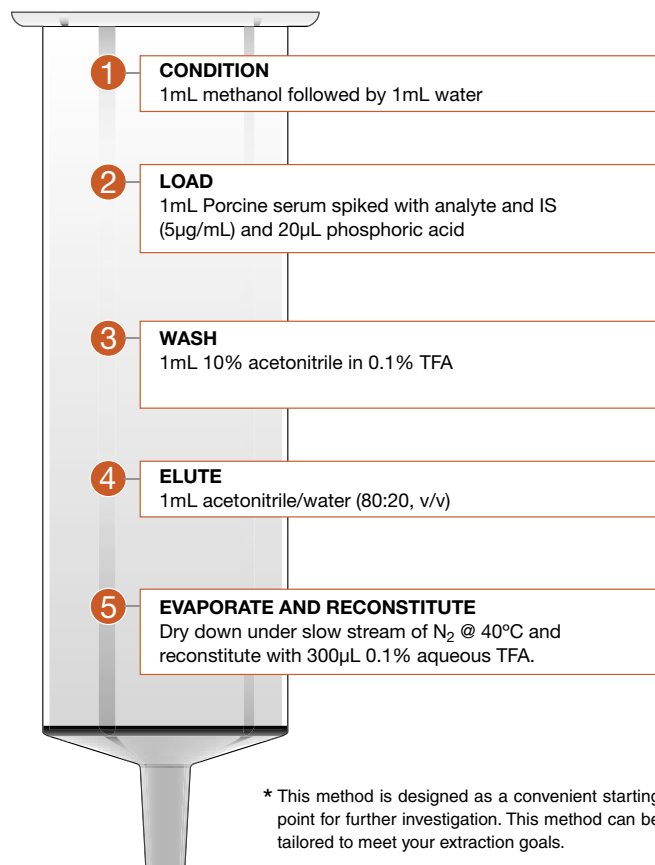 1
CONDITION
1mL methanol followed by 1mL water
2
LOAD
1mL Porcine serum spiked with analyte and IS
(5µg/mL) and 20µL phosphoric acid
3
WASH
1mL 10% acetonitrile in 0.1% TFA
4
ELUTE
1mL acetonitrile/water (80:20, v/v)
5
EVAPORATE AND RECONSTITUTE
Dry down under slow stream of N₂ @ 40ºC and
reconstitute with 300µL 0.1% aqueous TFA.
* This method is designed as a convenient starting
point for further investigation. This method can be
tailored to meet your extraction goals.